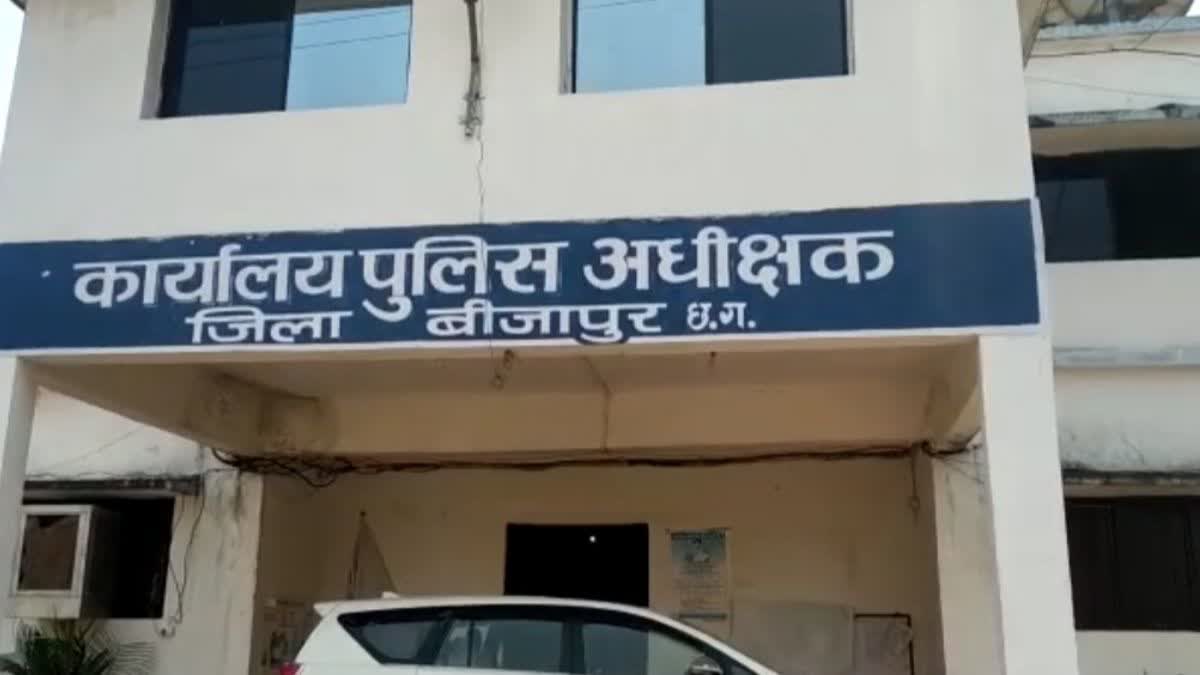 कार्यालय पुलिस अधीक्षक
जिला बीजापुर छ.ग.